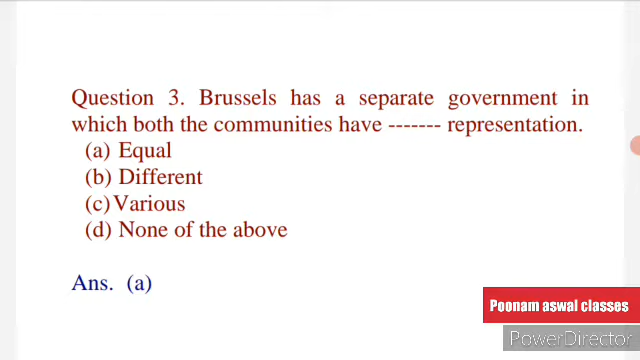 Question 3. Brussels has a separate government in
which both the communities have ------- representation.
(a) Equal
(b) Different
(c) Various
(d) None of the above
Ans. (a)
Poonam aswal classes
PowerDirector